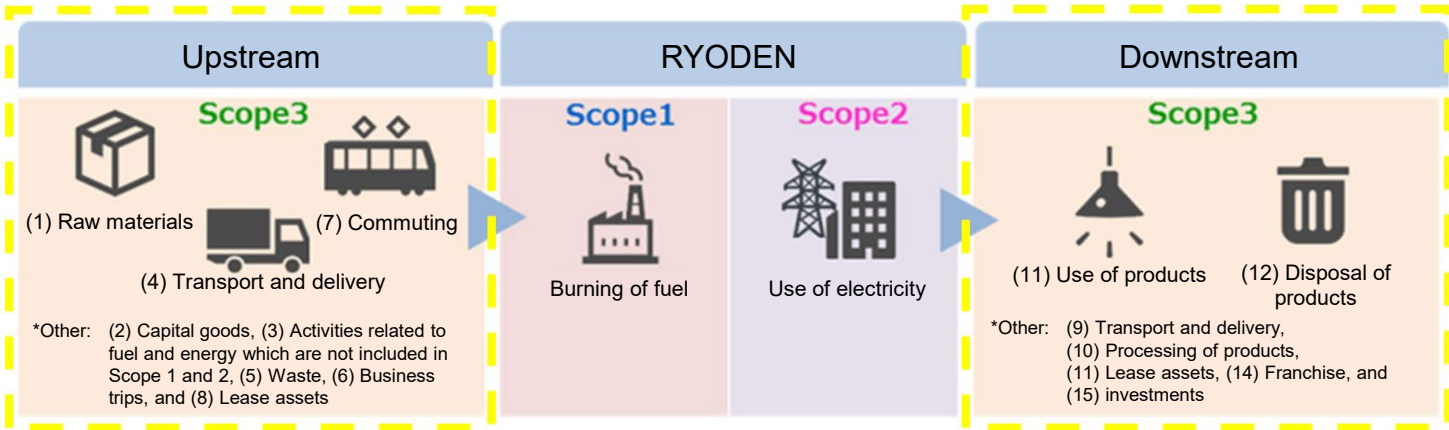 Upstream
RYODEN
Downstream
Scope3
(1) Raw materials
(7) Commuting
(4) Transport and delivery
*Other: (2) Capital goods, (3) Activities related to
fuel and energy which are not included in
Scope 1 and 2, (5) Waste, (6) Business
trips, and (8) Lease assets
Scope1
Burning of fuel
Scope2
Use of electricity
Scope3
(11) Use of products
(12) Disposal of
products
*Other: (9) Transport and delivery,
(10) Processing of products,
(11) Lease assets, (14) Franchise, and
(15) investments